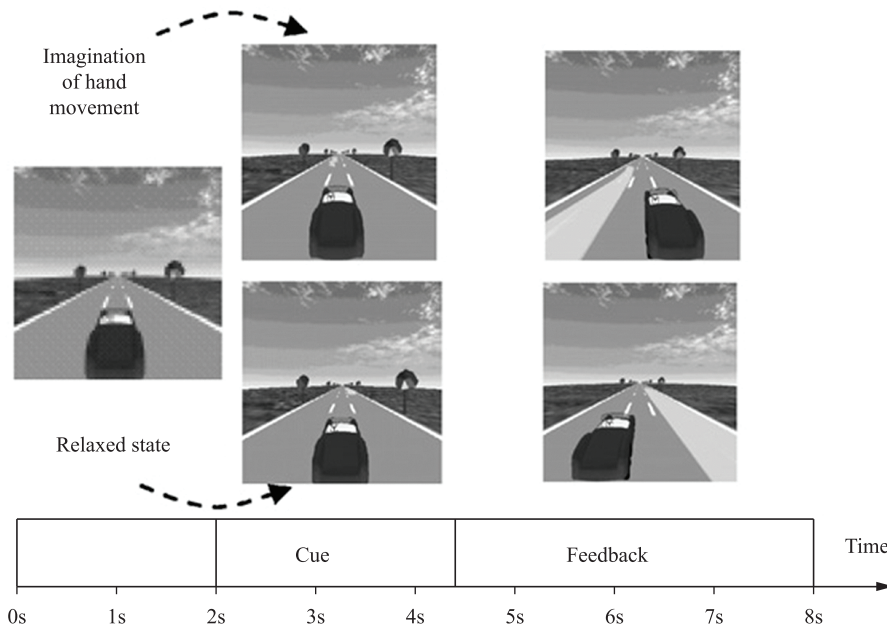 Imagination
of hand
movement
Relaxed state
Cue
Feedback
Time
0s
1s
2s
3s
4s
5s
6s
7s
8s